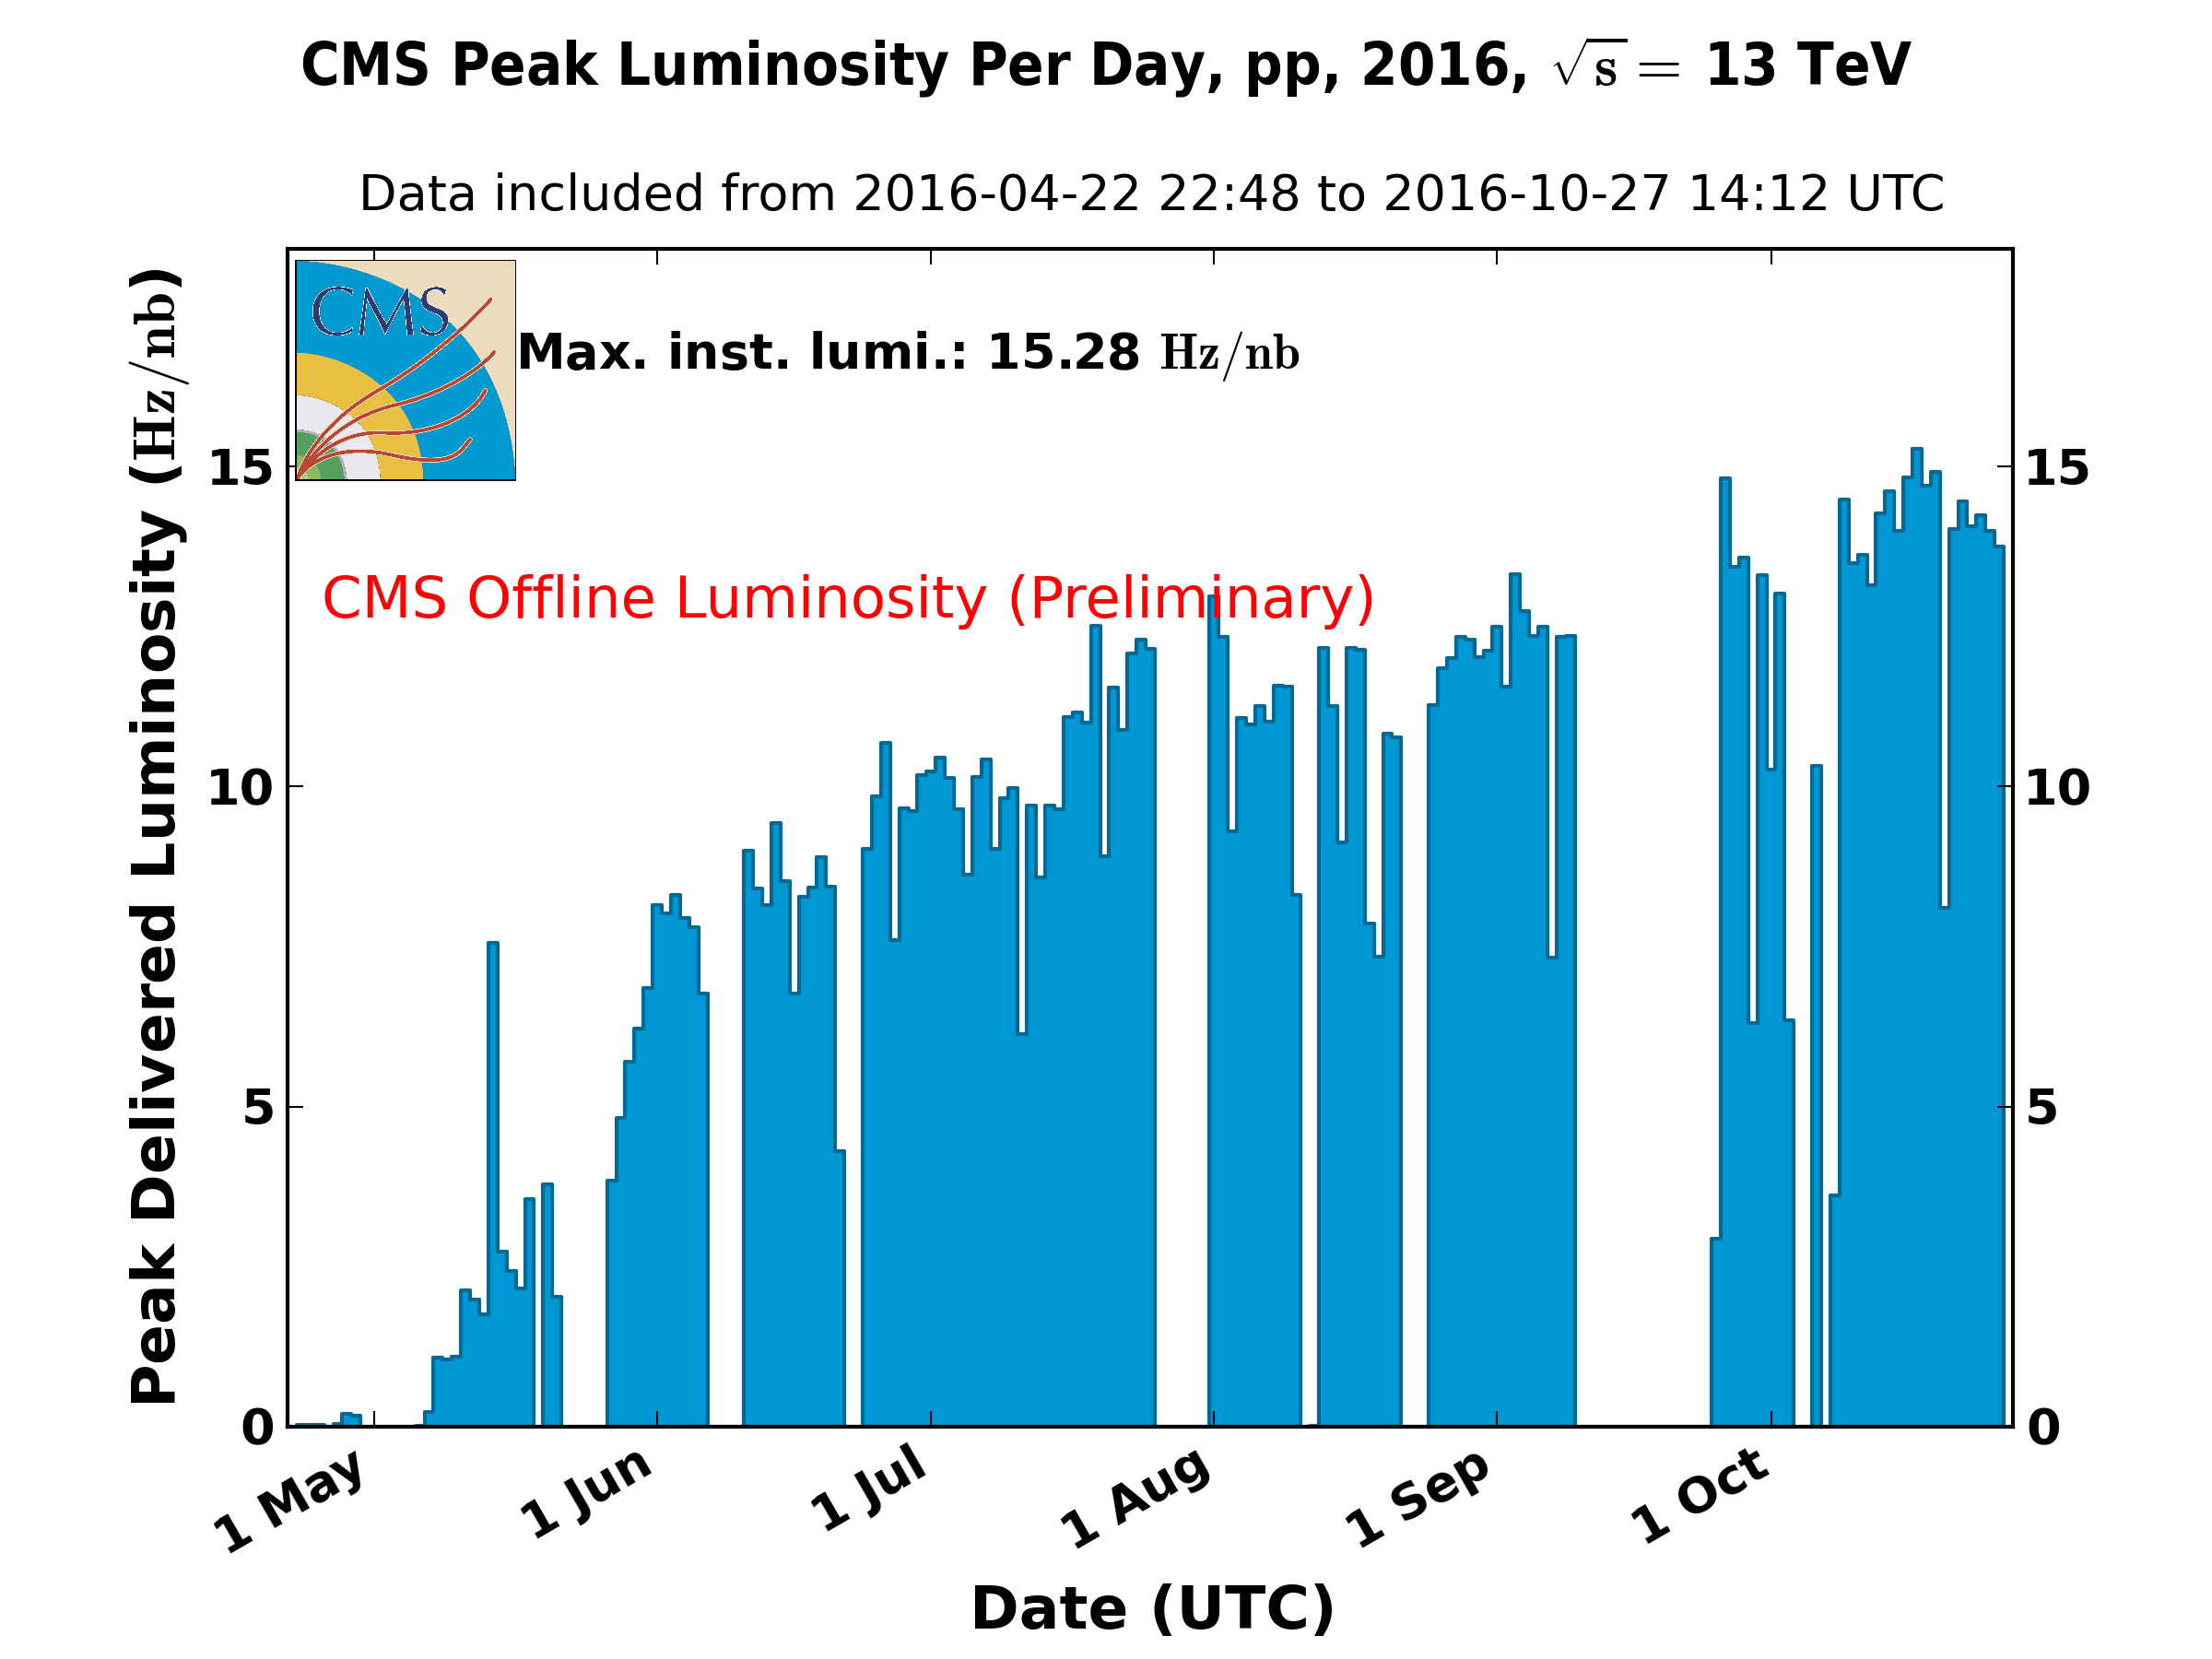 CMS Peak Luminosity Per Day, pp, 2016, √s = 13 TeV
Data included from 2016-04-22 22:48 to 2016-10-27 14:12 UTC
Peak Delivered Luminosity (Hz/nb)
CMS
Max. inst. lumi.: 15.28 Hz/nb
15 15
CMS Offline Luminosity (Preliminary)
10 10
5 5
0 0
1 May 1 Jun 1 Jul 1 Aug 1 Sep 1 Oct
Date (UTC)